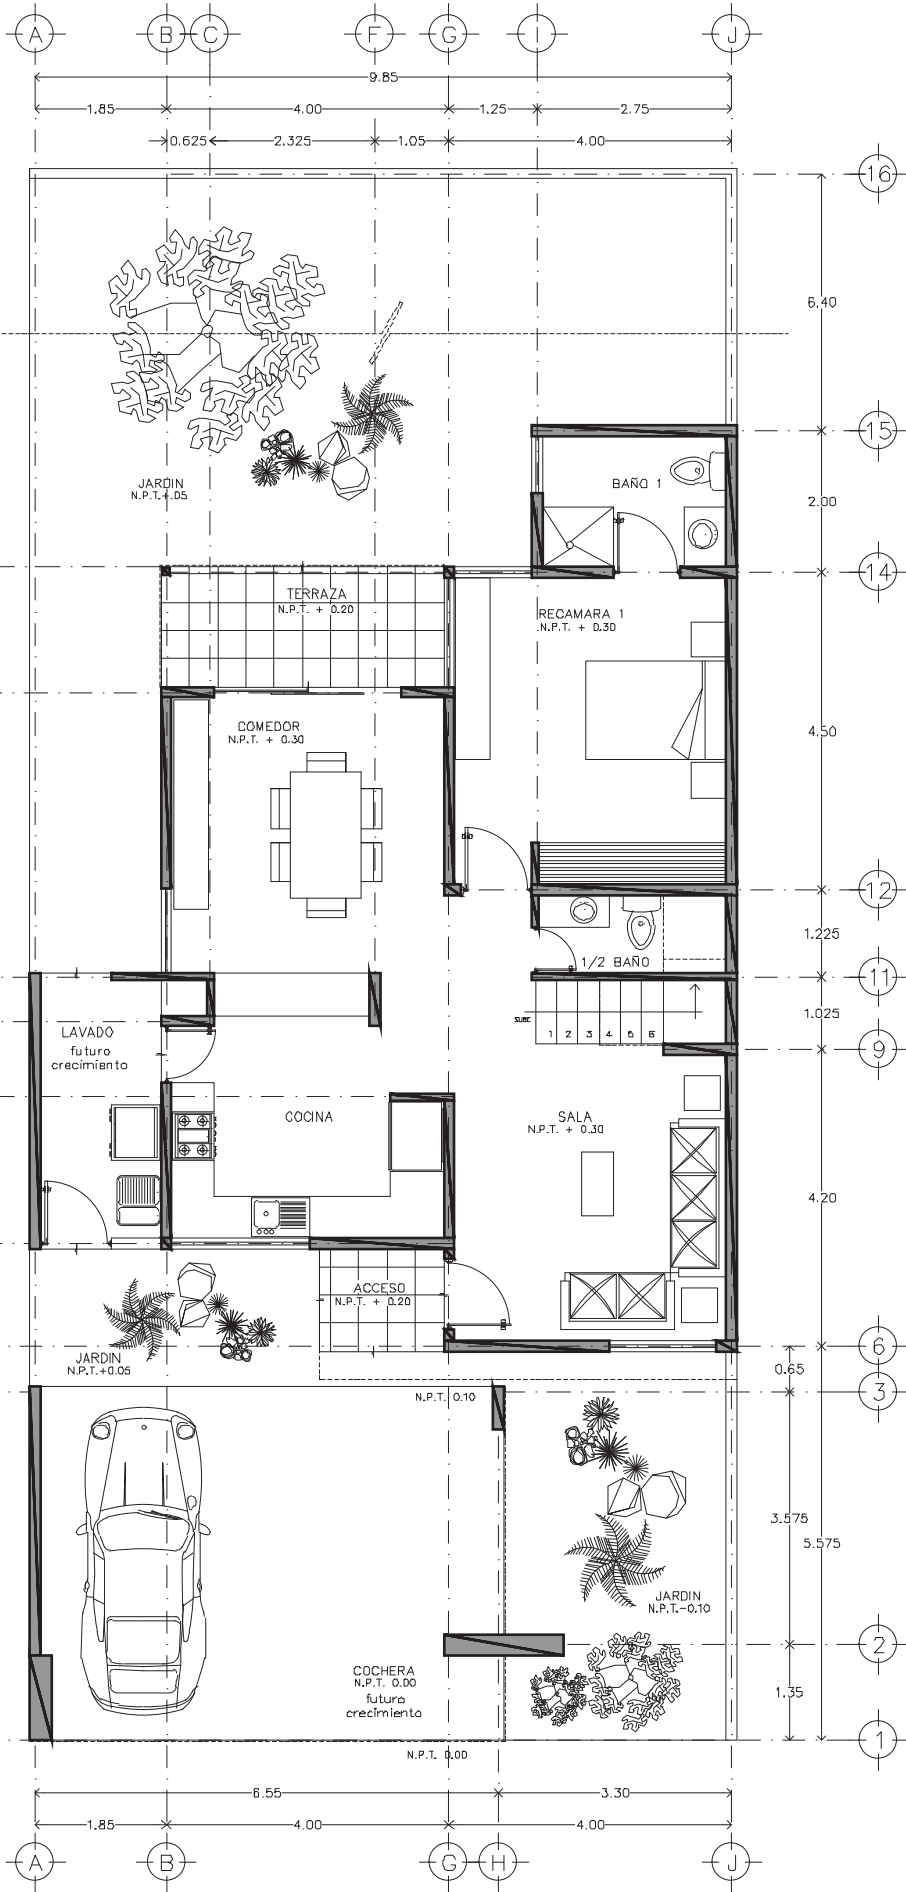 A B C F G I J
9.85
1.85 4.00 1.25 2.75
0.625 2.325 1.05 4.00
16
6.40
15
BAÑO 1
JARDIN
N.P.T.+.05
2.00
14
TERRAZA
N.P.T. + 0.20
RECAMARA 1
N.P.T. + 0.30
COMEDOR
N.P.T. + 0.30
4.50
12
1.225
1/2 BAÑO
11
SUBE
1 2 3 4 5 6
1.025
LAVADO
futuro
crecimiento
9
COCINA
SALA
N.P.T. + 0.30
4.20
ACCESO
N.P.T. + 0.20
JARDIN
N.P.T.+0.05
6
0.65
3
N.P.T. 0.10
3.575
5.575
JARDIN
N.P.T.-0.10
2
COCHERA
N.P.T. 0.00
futuro
crecimiento
1.35
1
N.P.T. 0.00
6.55 3.30
1.85 4.00 4.00
A B G H J